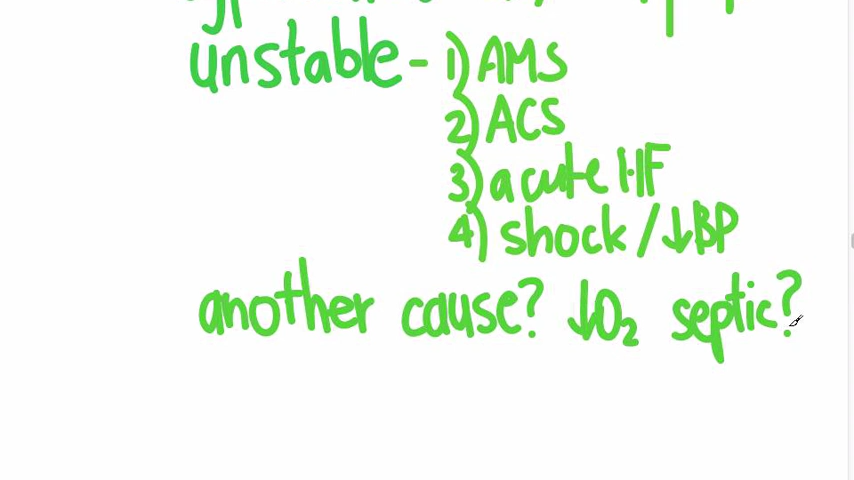 unstable - 1) AMS
2) ACS
3) acute HF
4) shock / ↓BP
another cause? ↓O₂ septic?